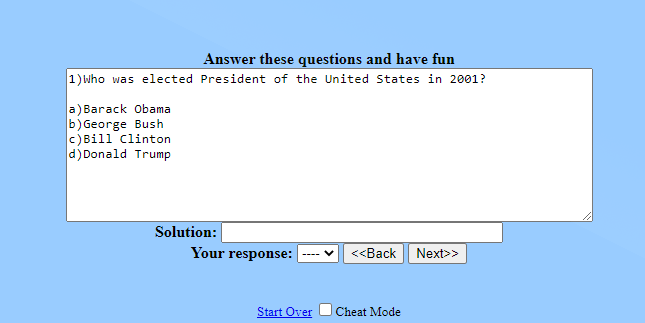 Answer these questions and have fun
1)Who was elected President of the United States in 2001?
a)Barack Obama
b)George Bush
c)Bill Clinton
d)Donald Trump
Solution:
Your response: ---- <<Back Next>>
Start Over Cheat Mode